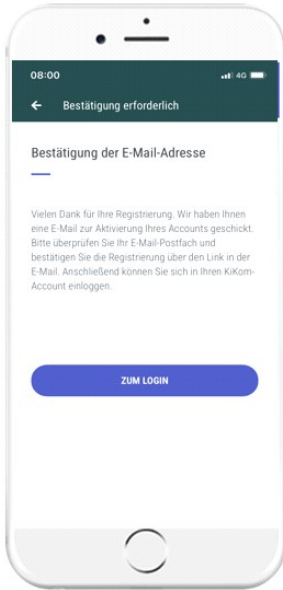 08:00 4G
Bestätigung erforderlich
Bestätigung der E-Mail-Adresse
Vielen Dank für Ihre Registrierung. Wir haben Ihnen
eine E-Mail zur Aktivierung Ihres Accounts geschickt.
Bitte überprüfen Sie Ihr E-Mail-Postfach und
bestätigen Sie die Registrierung über den Link in der
E-Mail. Anschließend können Sie sich in Ihren KiKom-
Account einloggen.
ZUM LOGIN